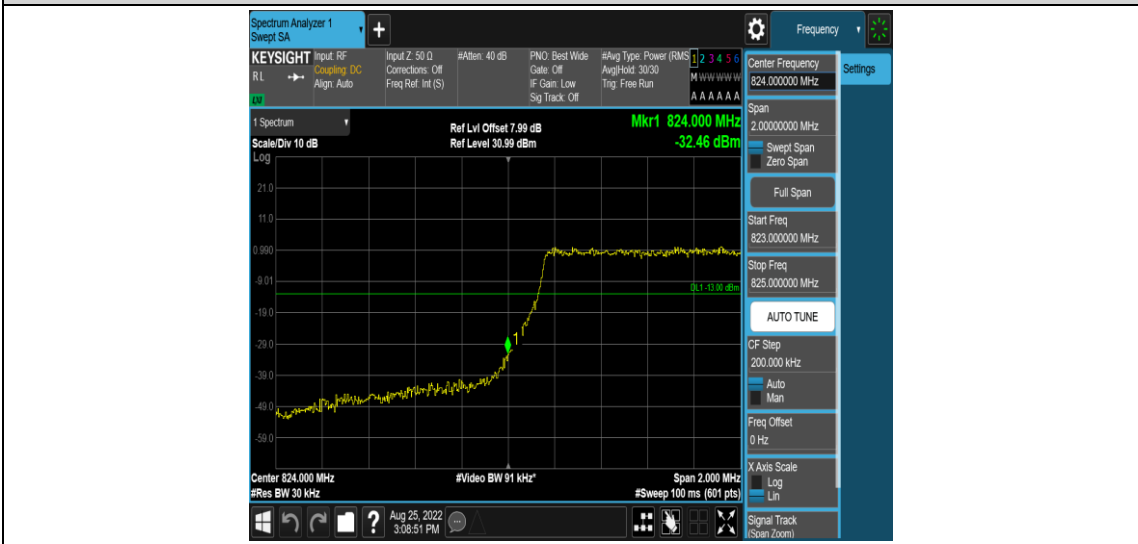 Spectrum Analyzer 1
Swept SA
Frequency
KEYSIGHT Input: RF Input Z: 50 Ω #Atten: 40 dB PNO: Best Wide #Avg Type: Power (RMS 1 2 3 4 5 6
RL Coupling: DC Corrections: Off Gate: Off Avg|Hold: 30/30 M W W W W W
Align: Auto Freq Ref: Int (S) IF Gain: Low Trig: Free Run
Sig Track: Off A A A A A A
LXI
Center Frequency
824.000000 MHz
Settings
1 Spectrum
Ref Lvl Offset 7.99 dB
Mkr1 824.000 MHz
Scale/Div 10 dB
Ref Level 30.99 dBm
-32.46 dBm
Log
21.0
11.0
0.990
-9.01
-19.0
-29.0
-39.0
-49.0
-59.0
DL1 -13.00 dBm
1
Span
2.00000000 MHz
Swept Span
Zero Span
Full Span
Start Freq
823.000000 MHz
Stop Freq
825.000000 MHz
AUTO TUNE
CF Step
200.000 kHz
Auto
Man
Freq Offset
0 Hz
X Axis Scale
Log
Lin
Signal Track
(Span Zoom)
Center 824.000 MHz #Video BW 91 kHz* Span 2.000 MHz
#Res BW 30 kHz #Sweep 100 ms (601 pts)
? Aug 25, 2022
3:08:51 PM